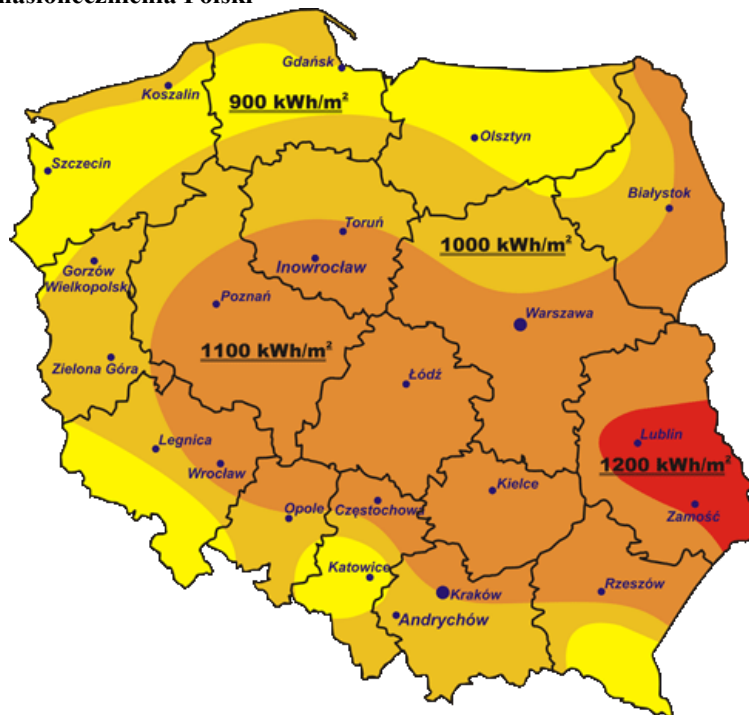 nasłonecznienia Polski
Gdańsk
Koszalin
900 kWh/m²
Olsztyn
Szczecin
Białystok
Toruń
1000 kWh/m²
Inowrocław
Gorzów
Wielkopolski
Poznań
Warszawa
1100 kWh/m²
Zielona Góra
Łódź
Legnica
Lublin
Wrocław
1200 kWh/m²
Kielce
Opole
Częstochowa
Zamość
Katowice
Kraków
Rzeszów
Andrychów